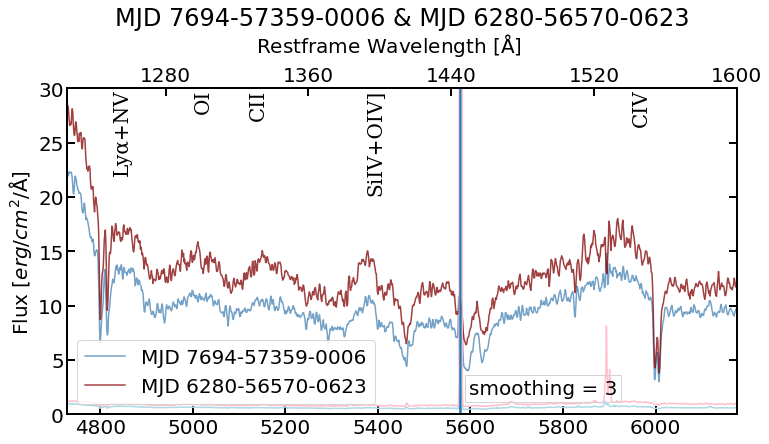 MJD 7694-57359-0006 & MJD 6280-56570-0623
Restframe Wavelength [Å]
1280 1360 1440 1520 1600
30
25
20
15
10
5
0
Flux [erg/cm²/Å]
Lyα+NV
OI
CII
SiIV+OIV]
CIV
MJD 7694-57359-0006
MJD 6280-56570-0623
smoothing = 3
4800 5000 5200 5400 5600 5800 6000